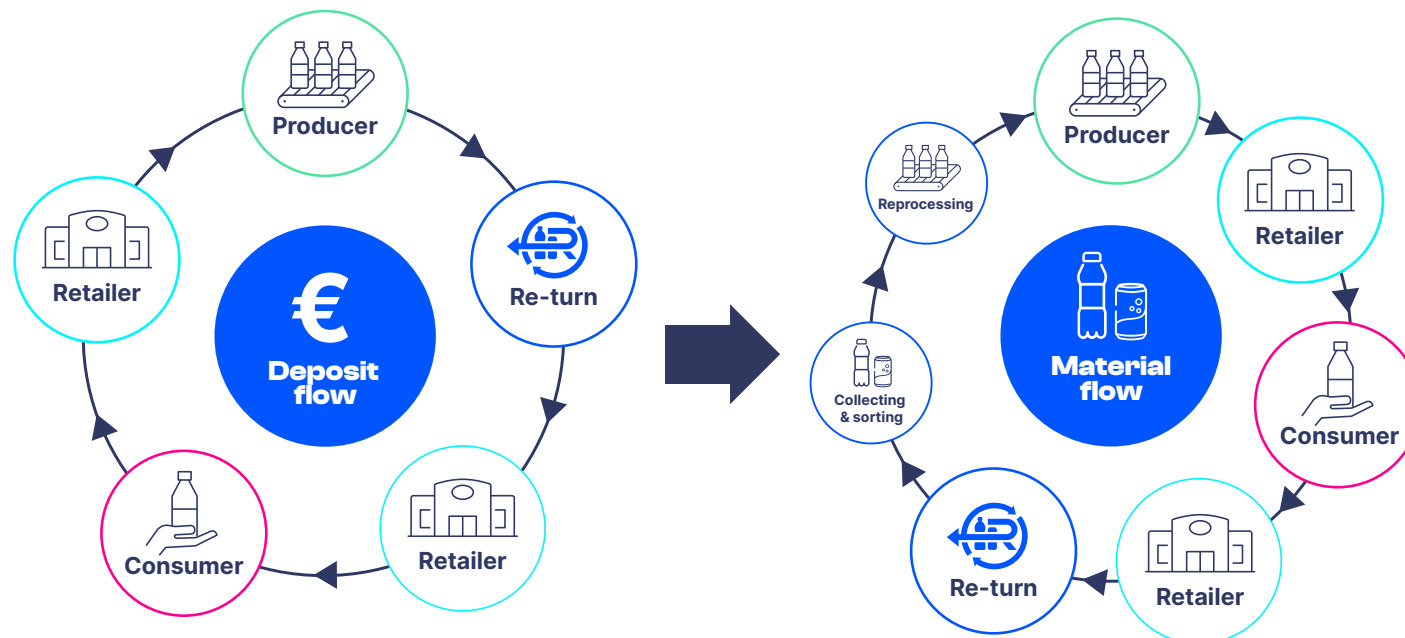 Producer
Re-turn
Retailer
Consumer
Retailer
€
Deposit
flow
Producer
Retailer
Consumer
Retailer
Re-turn
Collecting
& sorting
Reprocessing
Material
flow